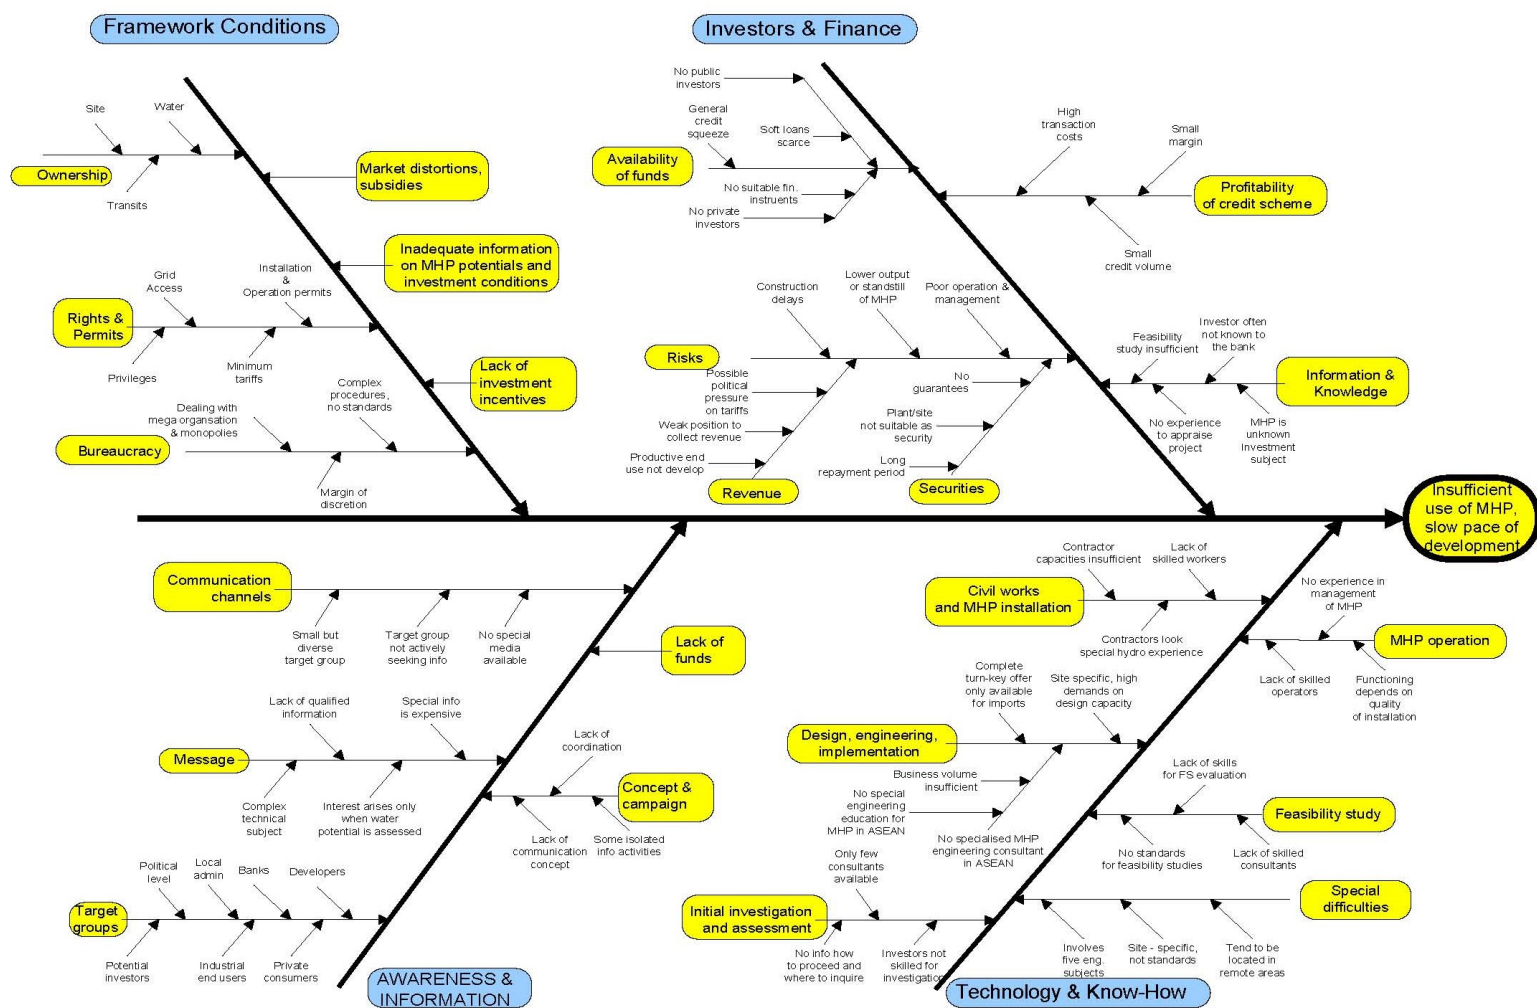 Framework Conditions
Investors & Finance
Site
Water
Ownership
Transits
Market distortions,
subsidies
Inadequate information
on MHP potentials and
investment conditions
Grid
Access
Installation
&
Operation permits
Rights &
Permits
Privileges
Minimum
tariffs
Lack of
investment
incentives
Dealing with
mega organsation
& monopolies
Complex
procedures,
no standards
Bureaucracy
Margin of
discretion
No public
investors
General
credit
squeeze
Soft loans
scarce
Availability
of funds
No suitable fin.
instruents
No private
investors
High
transaction
costs
Small
margin
Profitability
of credit scheme
Small
credit volume
Construction
delays
Lower output
or standstill
of MHP
Poor operation &
management
Risks
Possible
political
pressure
on tariffs
Weak position to
collect revenue
Productive end
use not develop
Revenue
No
guarantees
Plant/site
not suitable as
security
Long
repayment period
Securities
Feasibility
study insufficient
Investor often
not known to
the bank
Information &
Knowledge
No experience
to appraise
project
MHP is
unknown
Investment
subject
Insufficient
use of MHP,
slow pace of
development
Communication
channels
Small but
diverse
target group
Target group
not actively
seeking info
No special
media
available
Lack of
funds
Lack of qualified
information
Special info
is expensive
Message
Complex
technical
subject
Interest arises only
when water
potential is assessed
Lack of
coordination
Concept &
campaign
Lack of
communication
concept
Some isolated
info activities
Political
level
Local
admin
Banks
Developers
Target
groups
Potential
investors
Industrial
end users
Private
consumers
AWARENESS &
INFORMATION
Contractor
capacities insufficient
Lack of
skilled workers
Civil works
and MHP installation
Contractors look
special hydro experience
No experience in
management
of MHP
MHP operation
Lack of skilled
operators
Functioning
depends on
quality
of installation
Complete
turn-key offer
only available
for imports
Site specific, high
demands on
design capacity
Design, engineering,
implementation
Business volume
insufficient
No special
engineering
education for
MHP in ASEAN
No specialised MHP
engineering consultant
in ASEAN
Lack of skills
for FS evaluation
Feasibility study
No standards
for feasibility studies
Lack of skilled
consultants
Only few
consultants
available
Initial investigation
and assessment
No info how
to proceed and
where to inquire
Investors not
skilled for
investigation
Special
difficulties
Involves
five eng.
subjects
Site - specific,
not standards
Tend to be
located in
remote areas
Technology & Know-How